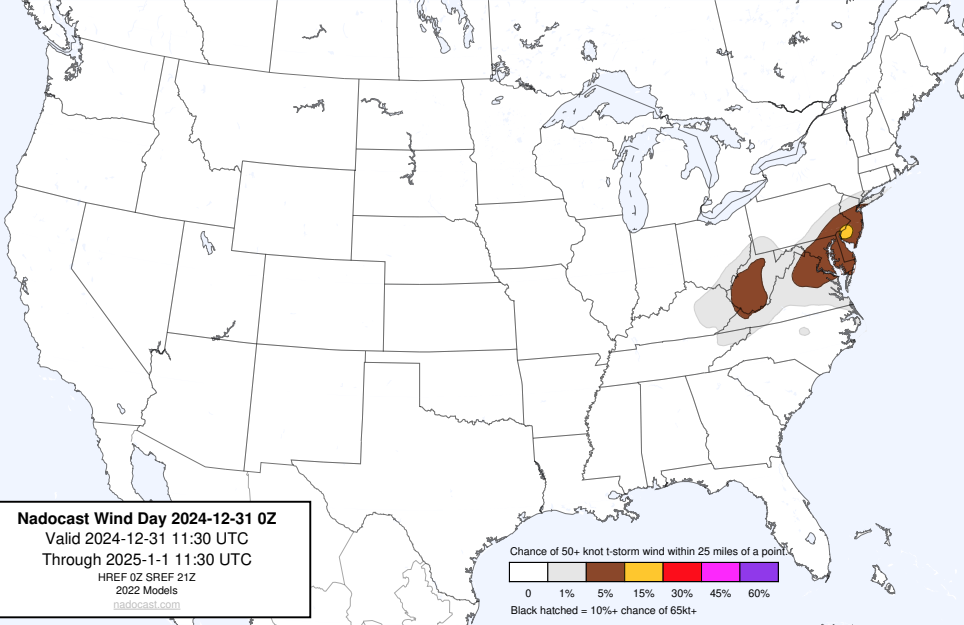 Nadocast Wind Day 2024-12-31 0Z
Valid 2024-12-31 11:30 UTC
Through 2025-1-1 11:30 UTC
HREF 0Z SREF 21Z
2022 Models
nadocast.com
Chance of 50+ knot t-storm wind within 25 miles of a point.
0 1% 5% 15% 30% 45% 60%
Black hatched = 10%+ chance of 65kt+